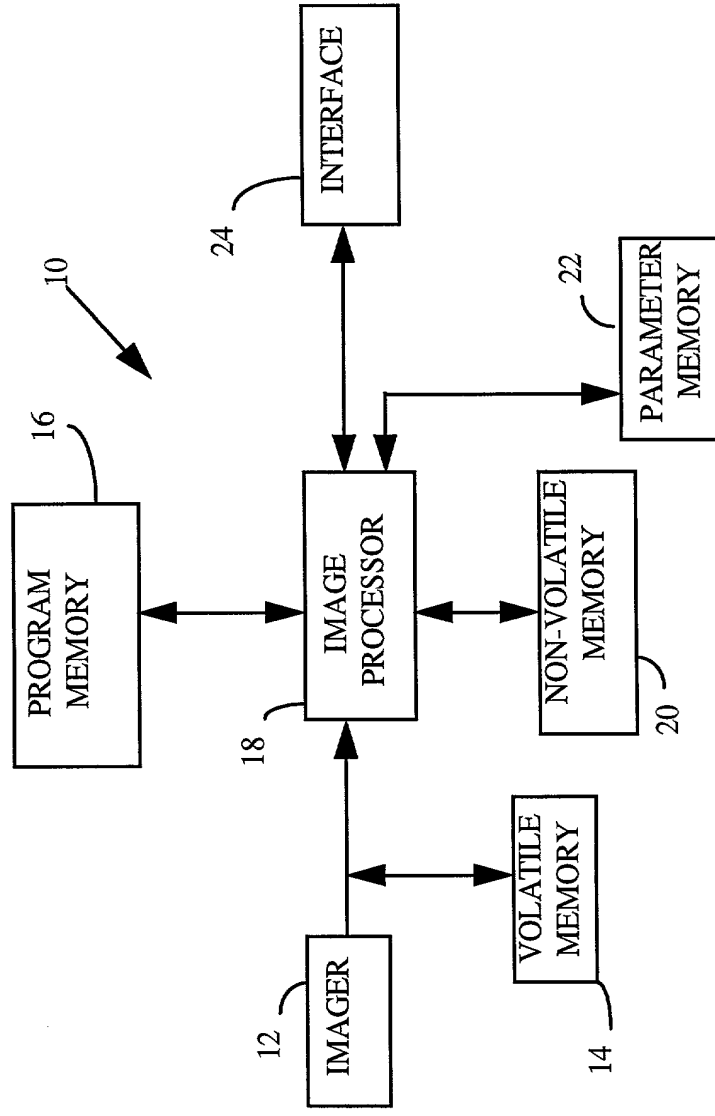 10
16
PROGRAM
MEMORY
24
INTERFACE
18
IMAGE
PROCESSOR
12
IMAGER
22
PARAMETER
MEMORY
14
VOLATILE
MEMORY
20
NON-VOLATILE
MEMORY